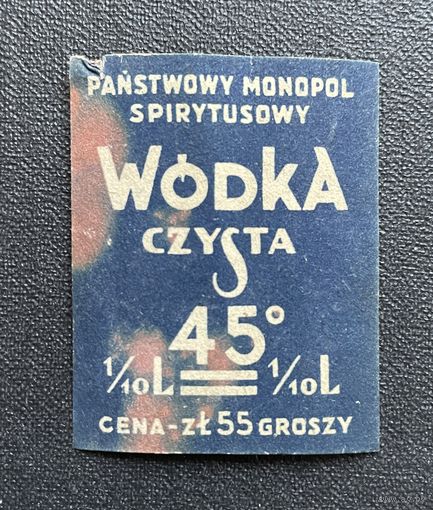 PAŃSTWOWY MONOPOL
SPIRYTUSOWY
WÓDKA
CZYSTA
45°
1/10L 1/10L
CENA-ZŁ 55 GROSZY